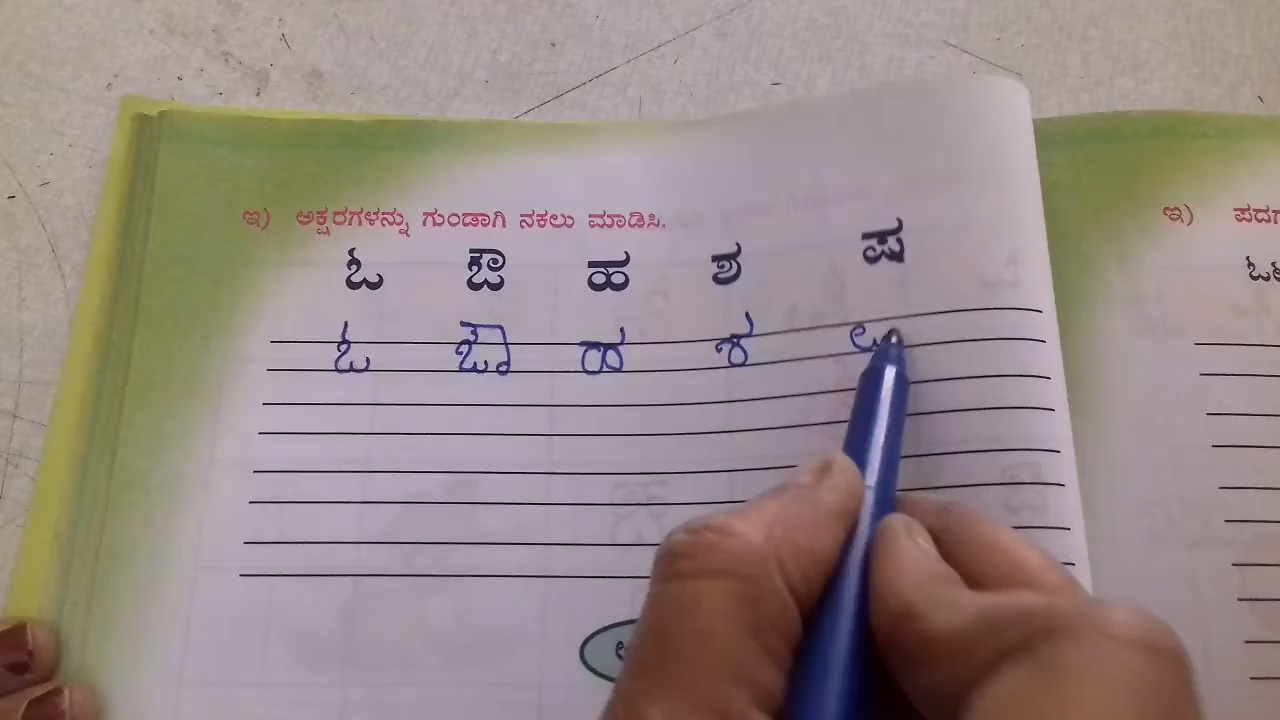 ಇ) ಅಕ್ಷರಗಳನ್ನು ಗುಂಡಾಗಿ ನಕಲು ಮಾಡಿಸಿ.
ಓ ಔ ಹ ಶ ಷ
ಓ ಔ ಹ ಶ
ಇ)